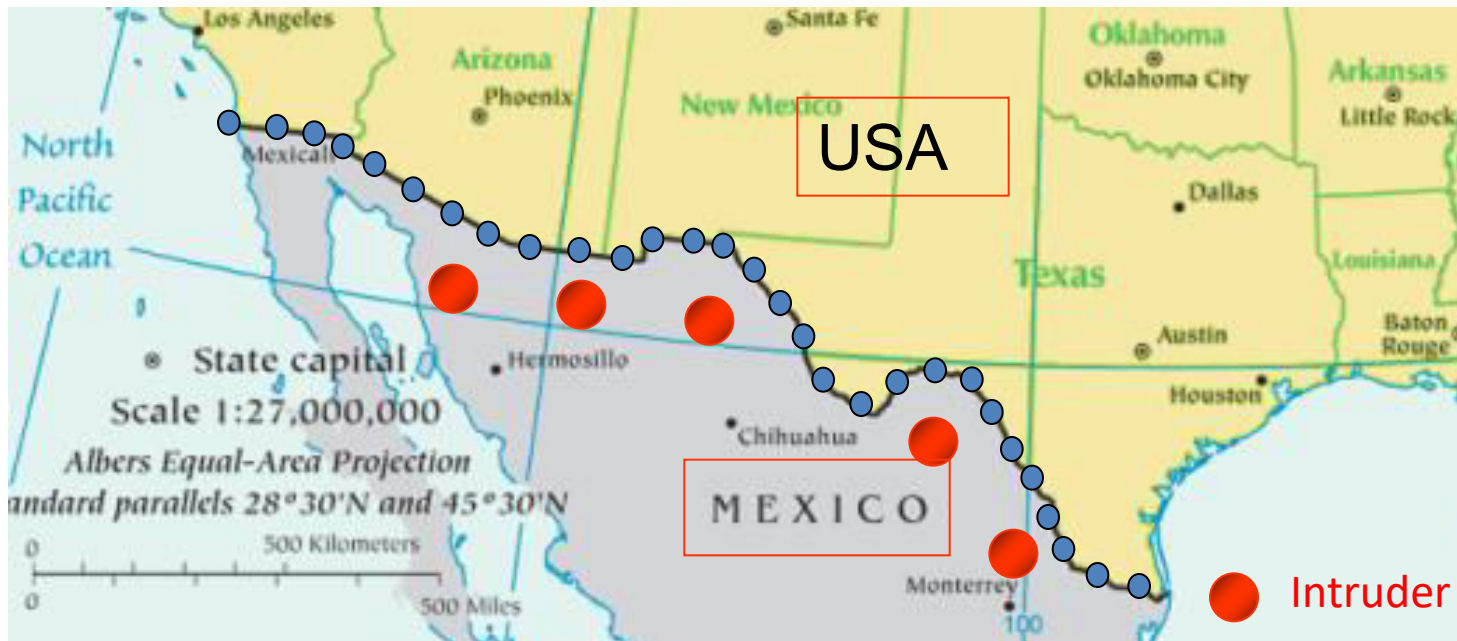 Los Angeles
Santa Fe
Arizona
Phoenix
New Mexico
USA
Oklahoma
Oklahoma City
Arkansas
Little Rock
North
Pacific
Ocean
Mexicali
Dallas
Texas
Louisiana
Austin
Baton
Rouge
Houston
State capital
Hermosillo
Scale 1:27,000,000
Chihuahua
Albers Equal-Area Projection
andard parallels 28°30'N and 45°30'N
MEXICO
0
500 Kilometers
0
500 Miles
Monterrey
100
Intruder